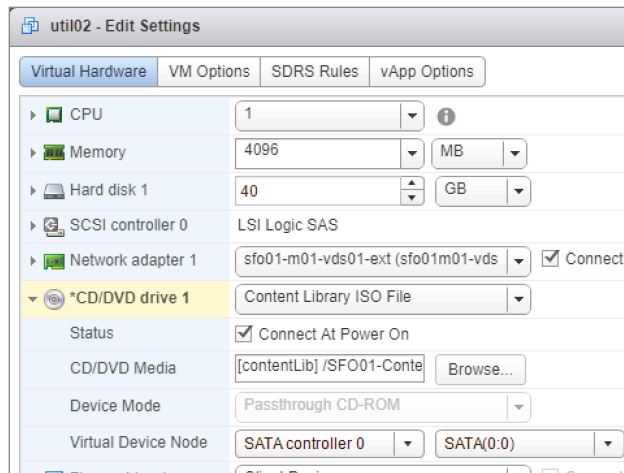 util02 - Edit Settings
Virtual Hardware VM Options SDRS Rules vApp Options
CPU 1
Memory 4096 MB
Hard disk 1 40 GB
SCSI controller 0 LSI Logic SAS
Network adapter 1 sfo01-m01-vds01-ext (sfo01m01-vds Connect
*CD/DVD drive 1 Content Library ISO File
Status Connect At Power On
CD/DVD Media [contentLib] /SFO01-Conte Browse...
Device Mode Passthrough CD-ROM
Virtual Device Node SATA controller 0 SATA(0:0)